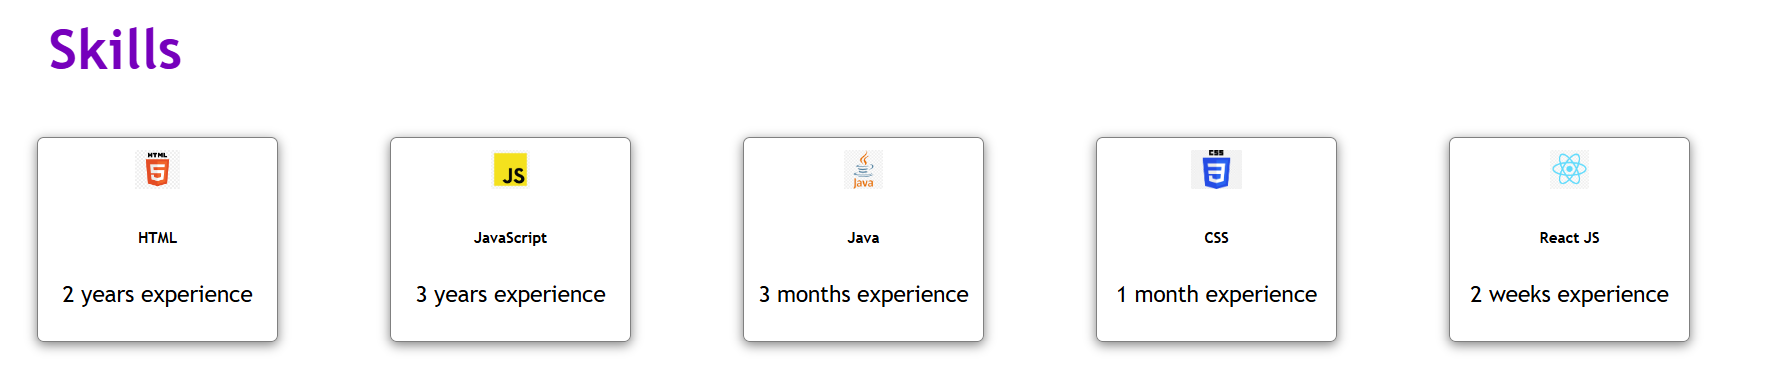 Skills
HTML
5
HTML
2 years experience
JS
JavaScript
3 years experience
Java
Java
3 months experience
CSS
3
CSS
1 month experience
React JS
2 weeks experience